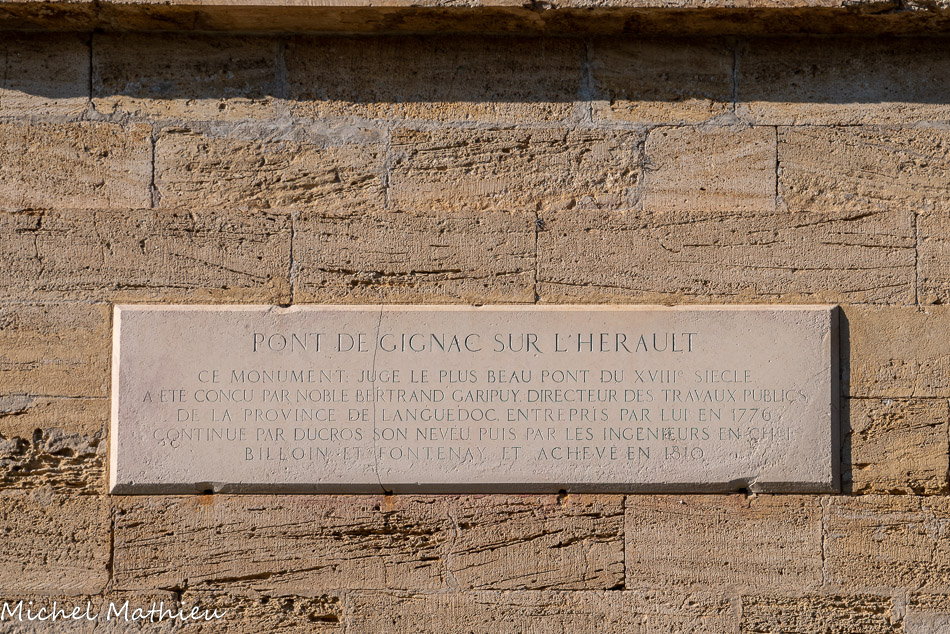 PONT DE GIGNAC SUR L'HERAULT
CE MONUMENT, JUGE LE PLUS BEAU PONT DU XVIIIᵉ SIECLE,
A ETE CONCU PAR NOBLE BERTRAND GARIPUY, DIRECTEUR DES TRAVAUX PUBLICS
DE LA PROVINCE DE LANGUEDOC, ENTREPRIS PAR LUI EN 1776,
CONTINUE PAR DUCROS SON NEVEU, PUIS PAR LES INGENIEURS EN CHEF
BILLOIN ET FONTENAY, ET ACHEVÉ EN 1810
Michel Mathieu